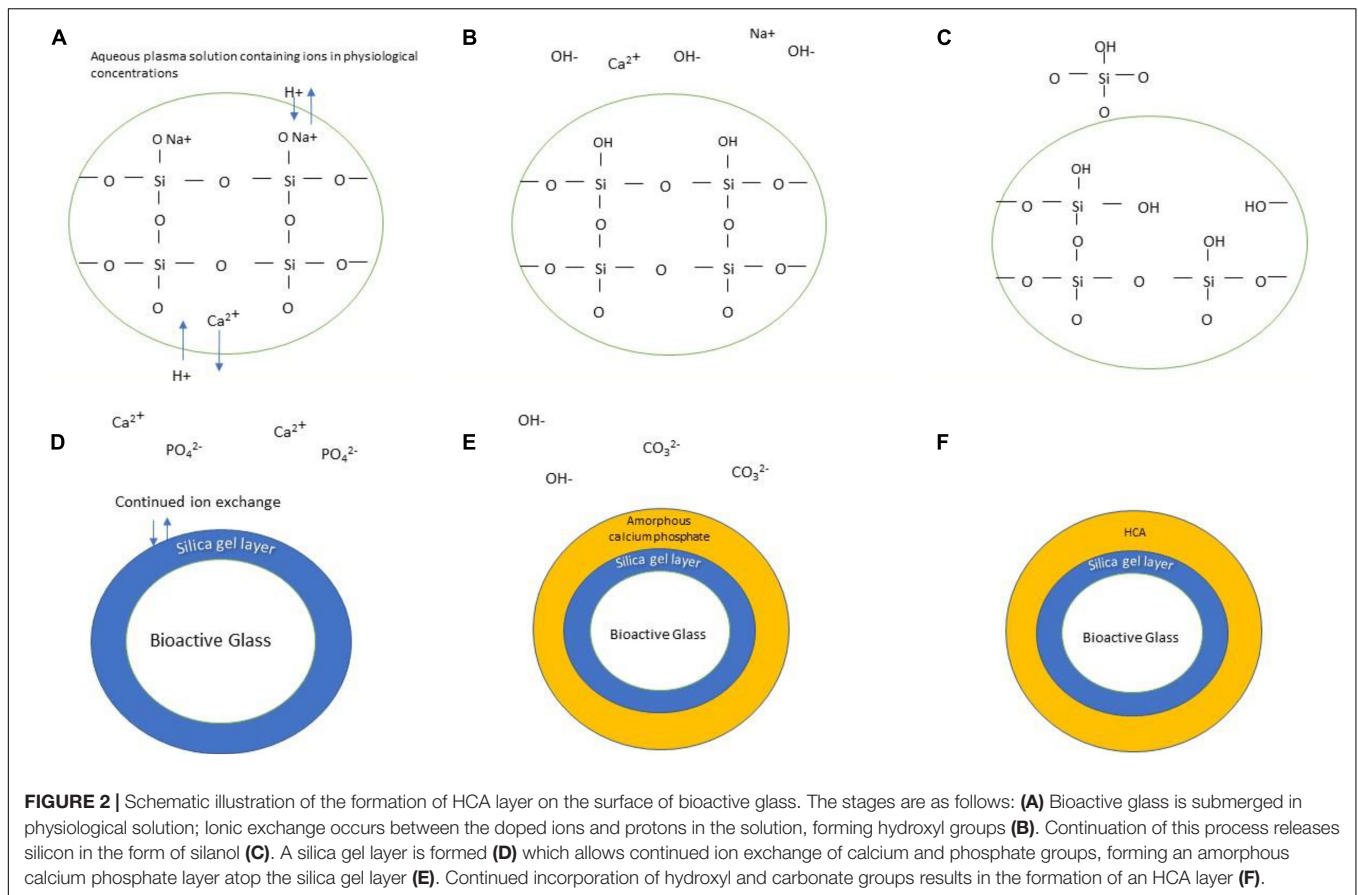 A
Aqueous plasma solution containing ions in physiological
concentrations
H+
O Na+ O Na+
— O — Si — O — Si — O —
O O
— O — Si — O — Si — O —
O O
Ca²⁺
H+
B
OH- Ca²⁺ OH- Na+ OH-
OH OH
— O — Si — O — Si — O —
O O
— O — Si — O — Si — O —
O O
C
OH
O — Si — O
O
OH
— O — Si — OH HO —
O OH
— O — Si — O — Si — O —
O O
D
Ca²⁺ Ca²⁺
PO₄²⁻ PO₄²⁻
Continued ion exchange
Silica gel layer
Bioactive Glass
E
OH-
CO₃²⁻
OH- CO₃²⁻
Amorphous
calcium phosphate
Silica gel layer
Bioactive Glass
F
HCA
Silica gel layer
Bioactive Glass
FIGURE 2 | Schematic illustration of the formation of HCA layer on the surface of bioactive glass. The stages are as follows: (A) Bioactive glass is submerged in
physiological solution; Ionic exchange occurs between the doped ions and protons in the solution, forming hydroxyl groups (B). Continuation of this process releases
silicon in the form of silanol (C). A silica gel layer is formed (D) which allows continued ion exchange of calcium and phosphate groups, forming an amorphous
calcium phosphate layer atop the silica gel layer (E). Continued incorporation of hydroxyl and carbonate groups results in the formation of an HCA layer (F).